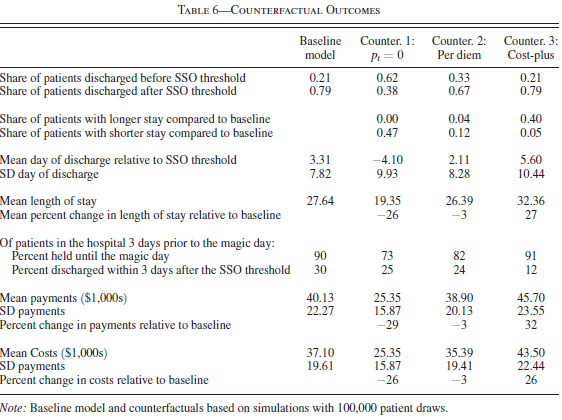 TABLE 6—COUNTERFACTUAL OUTCOMES
Baseline model Counter. 1: pt = 0 Counter. 2: Per diem Counter. 3: Cost-plus
Share of patients discharged before SSO threshold 0.21 0.62 0.33 0.21
Share of patients discharged after SSO threshold 0.79 0.38 0.67 0.79
Share of patients with longer stay compared to baseline 0.00 0.04 0.40
Share of patients with shorter stay compared to baseline 0.47 0.12 0.05
Mean day of discharge relative to SSO threshold 3.31 −4.10 2.11 5.60
SD day of discharge 7.82 9.93 8.28 10.44
Mean length of stay 27.64 19.35 26.39 32.36
Mean percent change in length of stay relative to baseline −26 −3 27
Of patients in the hospital 3 days prior to the magic day:
Percent held until the magic day 90 73 82 91
Percent discharged within 3 days after the SSO threshold 30 25 24 12
Mean payments ($1,000s) 40.13 25.35 38.90 45.70
SD payments 22.27 15.87 20.13 23.55
Percent change in payments relative to baseline −29 −3 32
Mean Costs ($1,000s) 37.10 25.35 35.39 43.50
SD payments 19.61 15.87 19.41 22.44
Percent change in costs relative to baseline −26 −3 26
Note: Baseline model and counterfactuals based on simulations with 100,000 patient draws.